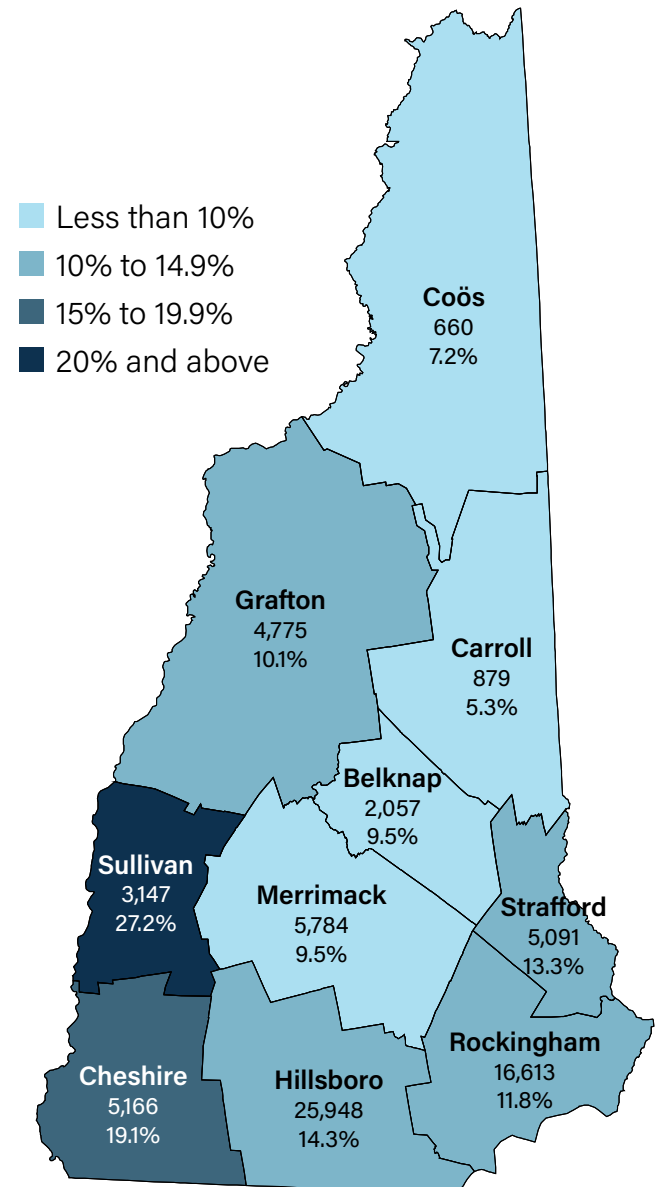 Less than 10%
10% to 14.9%
15% to 19.9%
20% and above
Coös
660
7.2%
Grafton
4,775
10.1%
Carroll
879
5.3%
Belknap
2,057
9.5%
Sullivan
3,147
27.2%
Merrimack
5,784
9.5%
Strafford
5,091
13.3%
Rockingham
16,613
11.8%
Cheshire
5,166
19.1%
Hillsboro
25,948
14.3%